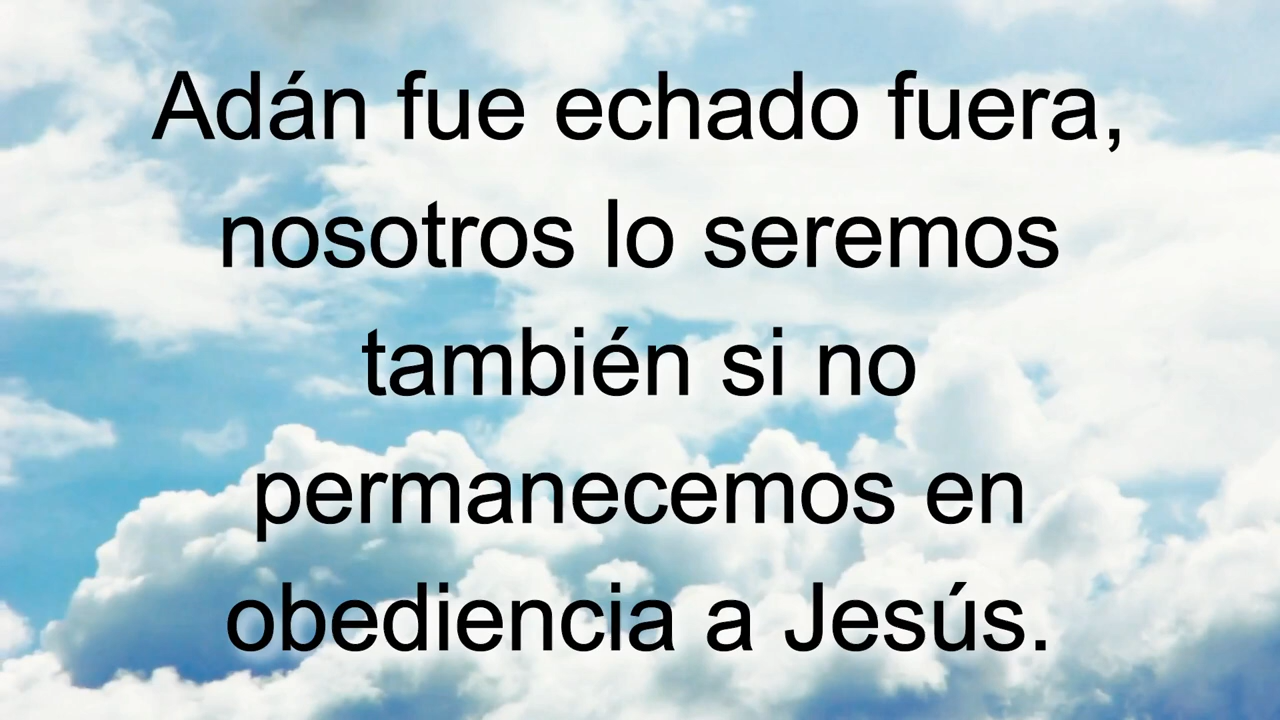 Adán fue echado fuera,
nosotros lo seremos
también si no
permanecemos en
obediencia a Jesús.